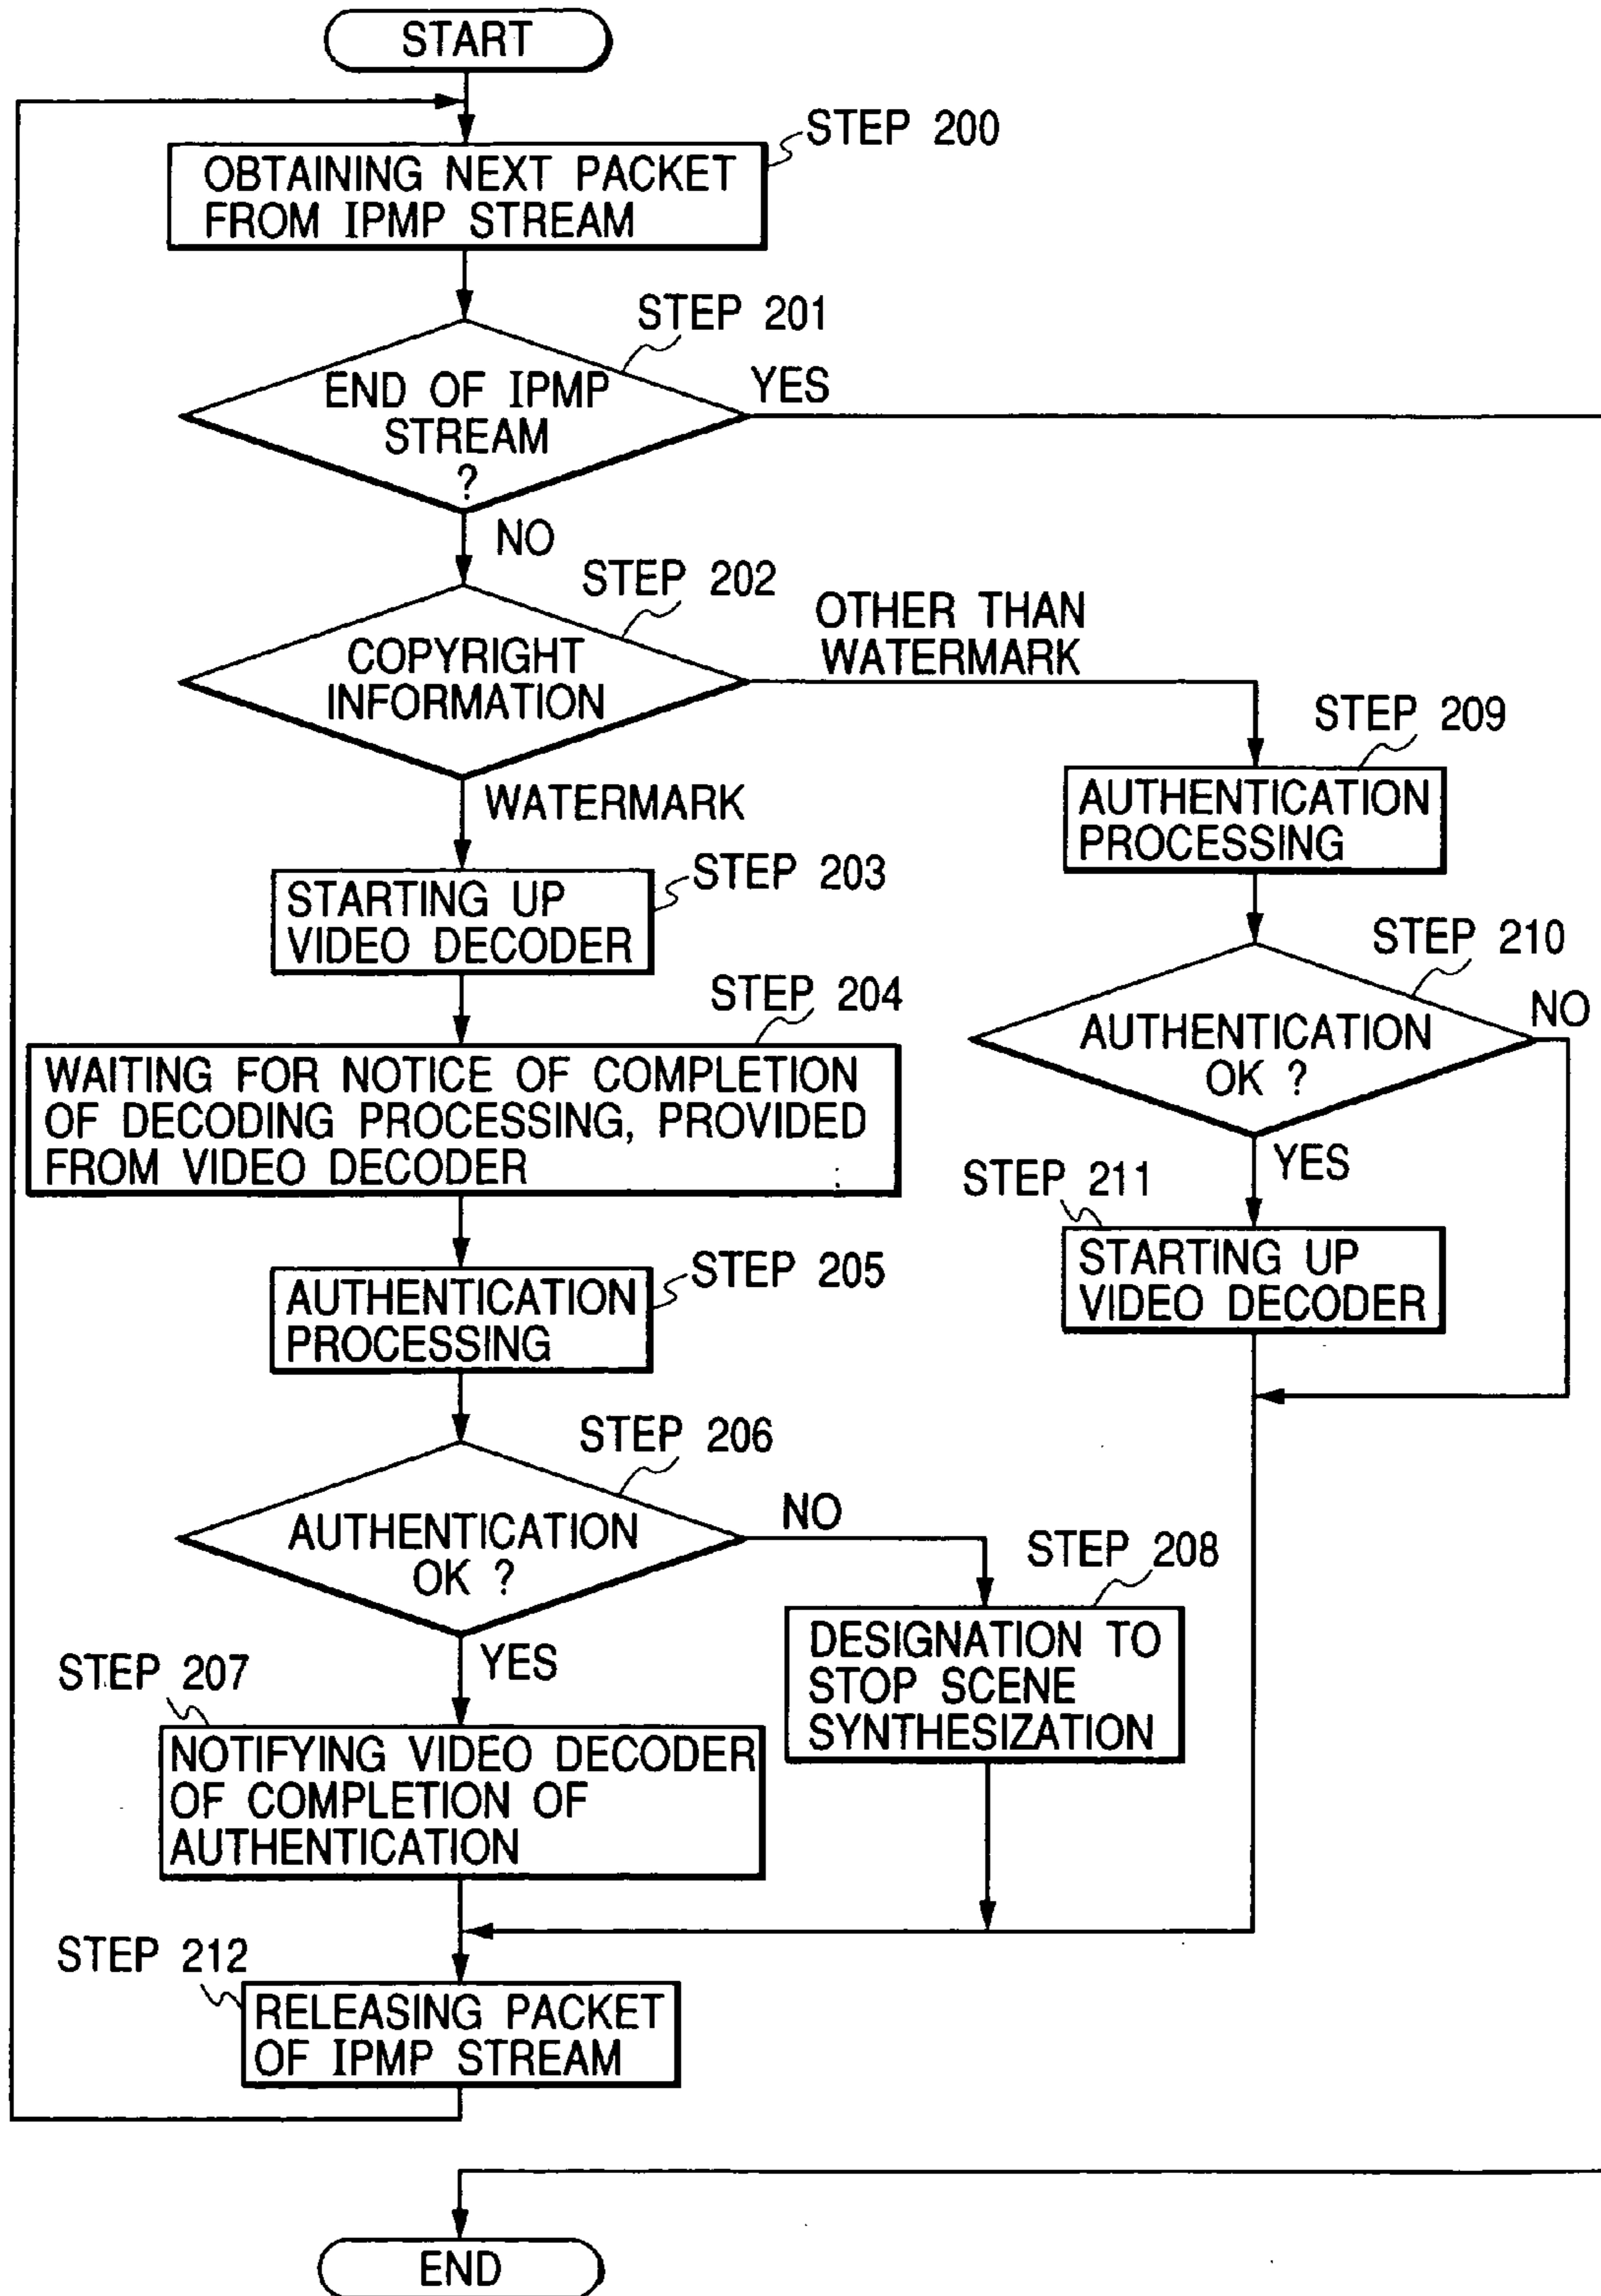 START
STEP 200
OBTAINING NEXT PACKET
FROM IPMP STREAM
STEP 201
END OF IPMP
STREAM
?
YES
NO
STEP 202
COPYRIGHT
INFORMATION
OTHER THAN
WATERMARK
WATERMARK
STEP 203
STARTING UP
VIDEO DECODER
STEP 204
WAITING FOR NOTICE OF COMPLETION
OF DECODING PROCESSING, PROVIDED
FROM VIDEO DECODER
STEP 205
AUTHENTICATION
PROCESSING
STEP 206
AUTHENTICATION
OK ?
NO
YES
STEP 207
NOTIFYING VIDEO DECODER
OF COMPLETION OF
AUTHENTICATION
STEP 208
DESIGNATION TO
STOP SCENE
SYNTHESIZATION
STEP 209
AUTHENTICATION
PROCESSING
STEP 210
AUTHENTICATION
OK ?
NO
YES
STEP 211
STARTING UP
VIDEO DECODER
STEP 212
RELEASING PACKET
OF IPMP STREAM
END